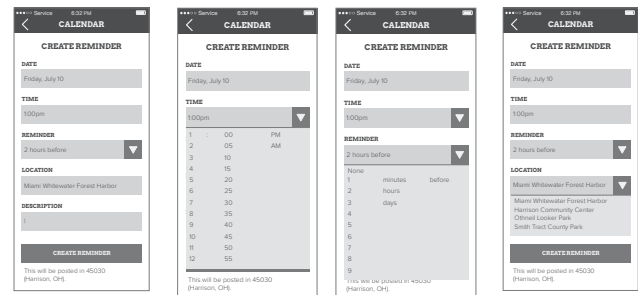 Service 6:32 PM
CALENDAR
CREATE REMINDER
DATE
Friday, July 10
TIME
1:00pm
REMINDER
2 hours before
LOCATION
Miami Whitewater Forest Harbor
DESCRIPTION
CREATE REMINDER
This will be posted in 45030
(Harrison, OH).
Service 6:32 PM
CALENDAR
CREATE REMINDER
DATE
Friday, July 10
TIME
1:00pm
1 : 00 PM
2 05 AM
3 10
4 15
5 20
6 25
7 30
8 35
9 40
10 45
11 50
12 55
This will be posted in 45030
(Harrison, OH).
Service 6:32 PM
CALENDAR
CREATE REMINDER
DATE
Friday, July 10
TIME
1:00pm
REMINDER
2 hours before
None
1 minutes before
2 hours
3 days
4
5
6
7
8
9
This will be posted in 45030
(Harrison, OH).
Service 6:32 PM
CALENDAR
CREATE REMINDER
DATE
Friday, July 10
TIME
1:00pm
REMINDER
2 hours before
LOCATION
Miami Whitewater Forest Harbor
Miami Whitewater Forest Harbor
Harrison Community Center
Othnell Looker Park
Smith Tract County Park
CREATE REMINDER
This will be posted in 45030
(Harrison, OH).